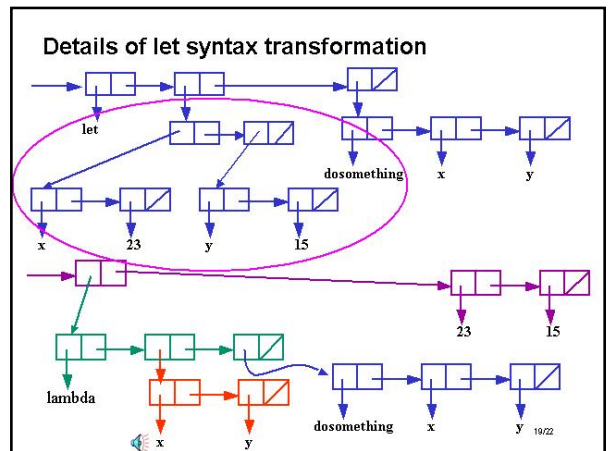 Details of let syntax transformation
let
dosomething x y
x 23 y 15
23 15
lambda
x y
dosomething x y
19/22